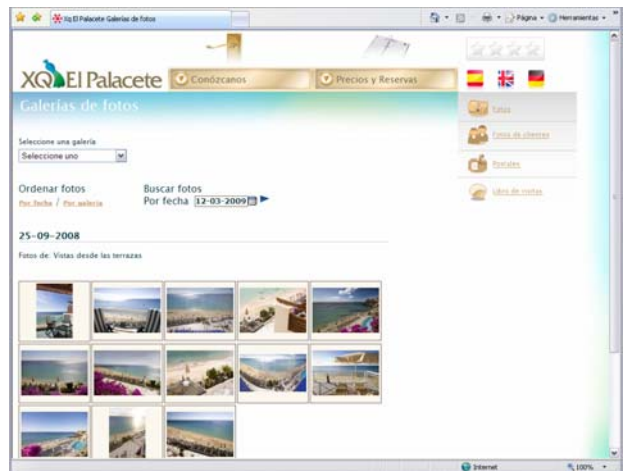 Xq El Palacete Galerías de fotos
Página
Herramientas
XQ El Palacete
Conózcanos
Precios y Reservas
Galerías de fotos
Fotos
Fotos de clientes
Postales
Libro de visitas
Seleccione una galería
Seleccione uno
Ordenar fotos
Por fecha / Por galería
Buscar fotos
Por fecha 12-03-2009
25-09-2008
Fotos de: Vistas desde las terrazas
Internet
100%